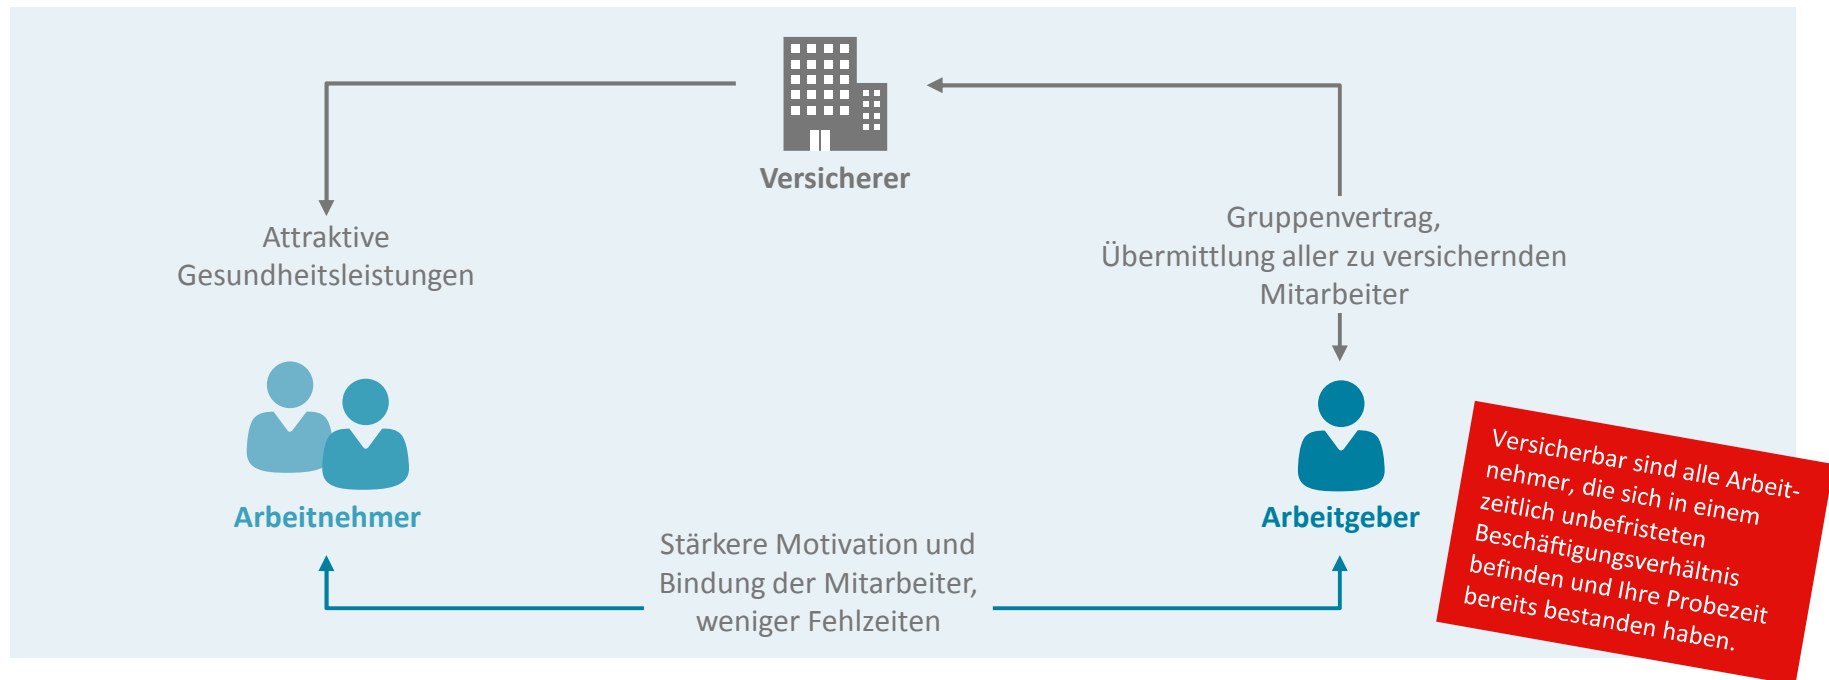 Versicherer
Attraktive
Gesundheitsleistungen
Gruppenvertrag,
Übermittlung aller zu versichernden
Mitarbeiter
Arbeitnehmer
Arbeitgeber
Stärkere Motivation und
Bindung der Mitarbeiter,
weniger Fehlzeiten
Versicherbar sind alle Arbeit-
nehmer, die sich in einem
zeitlich unbefristeten
Beschäftigungsverhältnis
befinden und Ihre Probezeit
bereits bestanden haben.